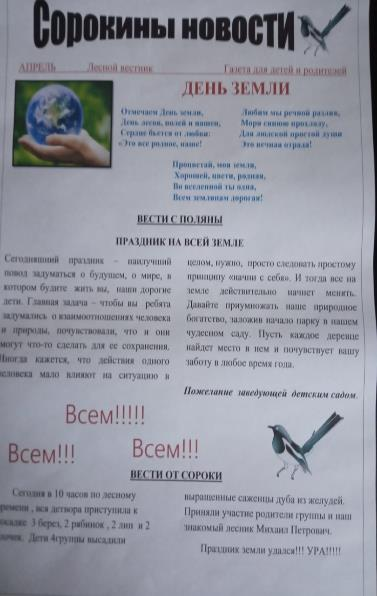 Сорокины новости
АПРЕЛЬ Лесной вестник Газета для детей и родителей
ДЕНЬ ЗЕМЛИ
Отмечаем День земли,
День лесов, полей и пашен,
Сердце бьется от любви:
«Это все родное, наше!
Любим мы речной разлив,
Моря синюю прохладу,
Для людской простой души
Это вечная отрада!
Процветай, моя земля,
Хорошей, цвети, родная,
Во вселенной ты одна,
Всем землянам дорогая!
ВЕСТИ С ПОЛЯНЫ
ПРАЗДНИК НА ВСЕЙ ЗЕМЛЕ
Сегодняшний праздник – наилучший
повод задуматься о будущем, о мире, в
котором будите жить вы, наши дорогие
дети. Главная задача – чтобы вы ребята
задумались о взаимоотношениях человека
и природы, почувствовали, что и они
могут что-то сделать для ее сохранения.
Иногда кажется, что действия одного
человека мало влияют на ситуацию в
целом, нужно, просто следовать простому
принципу «начни с себя». И тогда все на
земле действительно начнет менять.
Давайте приумножать наше природное
богатство, заложив начало парку в нашем
чудесном саду. Пусть каждое деревце
найдет место в нем и почувствует вашу
заботу в любое время года.
Пожелание заведующей детским садом.
Всем!!!!!
Всем!!!
Всем!!!
ВЕСТИ ОТ СОРОКИ
Сегодня в 10 часов по лесному
времени , вся детвора приступила к
посадке 3 берез, 2 рябинок , 2 лип и 2
Дети 4группы высадили
выращенные саженцы дуба из желудей.
Приняли участие родители группы и наш
знакомый лесник Михаил Петрович.
Праздник земли удался!!! УРА!!!!!